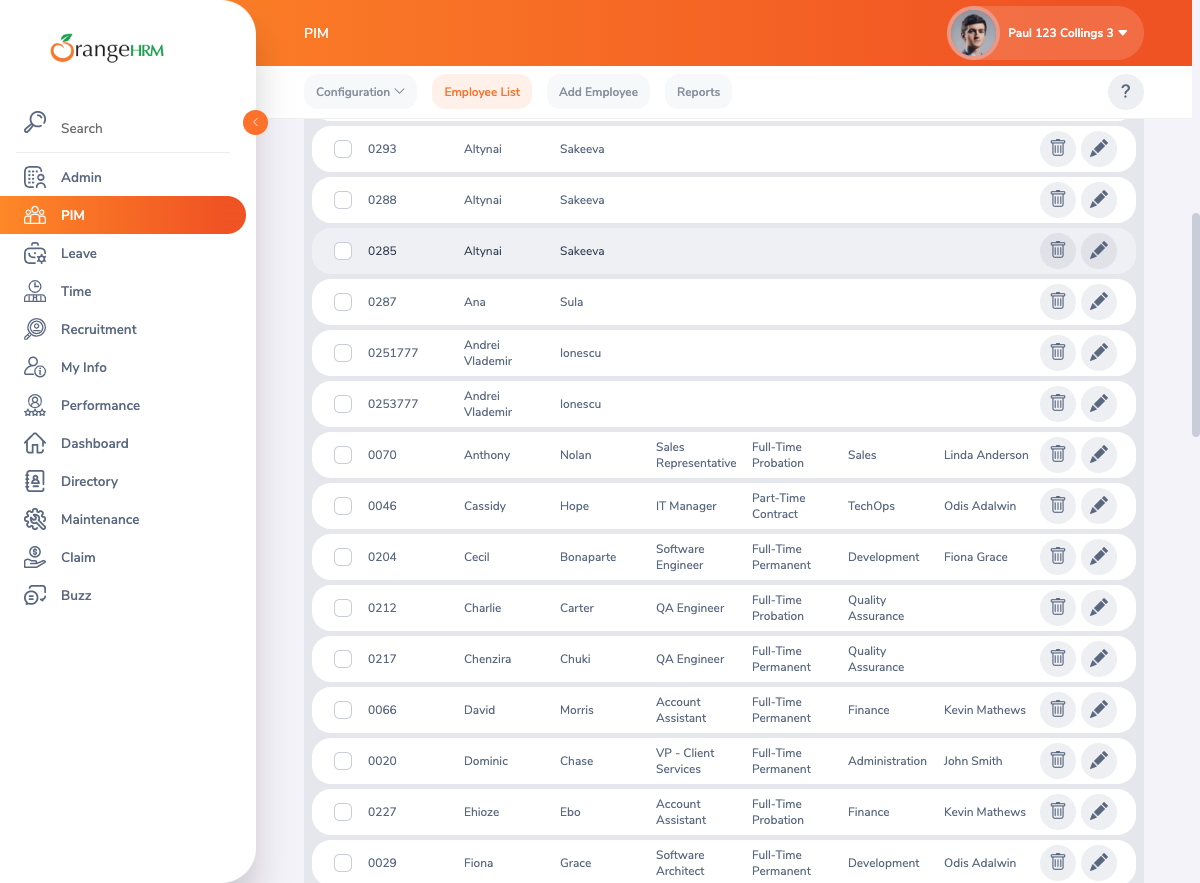 OrangeHRM
PIM
Paul 123 Collings 3
Configuration
Employee List
Add Employee
Reports
?
Search
Admin
PIM
Leave
Time
Recruitment
My Info
Performance
Dashboard
Directory
Maintenance
Claim
Buzz
0293 Altynai Sakeeva
0288 Altynai Sakeeva
0285 Altynai Sakeeva
0287 Ana Sula
0251777 Andrei Vlademir Ionescu
0253777 Andrei Vlademir Ionescu
0070 Anthony Nolan Sales Representative Full-Time Probation Sales Linda Anderson
0046 Cassidy Hope IT Manager Part-Time Contract TechOps Odis Adalwin
0204 Cecil Bonaparte Software Engineer Full-Time Permanent Development Fiona Grace
0212 Charlie Carter QA Engineer Full-Time Probation Quality Assurance
0217 Chenzira Chuki QA Engineer Full-Time Permanent Quality Assurance
0066 David Morris Account Assistant Full-Time Permanent Finance Kevin Mathews
0020 Dominic Chase VP - Client Services Full-Time Permanent Administration John Smith
0227 Ehioze Ebo Account Assistant Full-Time Probation Finance Kevin Mathews
0029 Fiona Grace Software Architect Full-Time Permanent Development Odis Adalwin